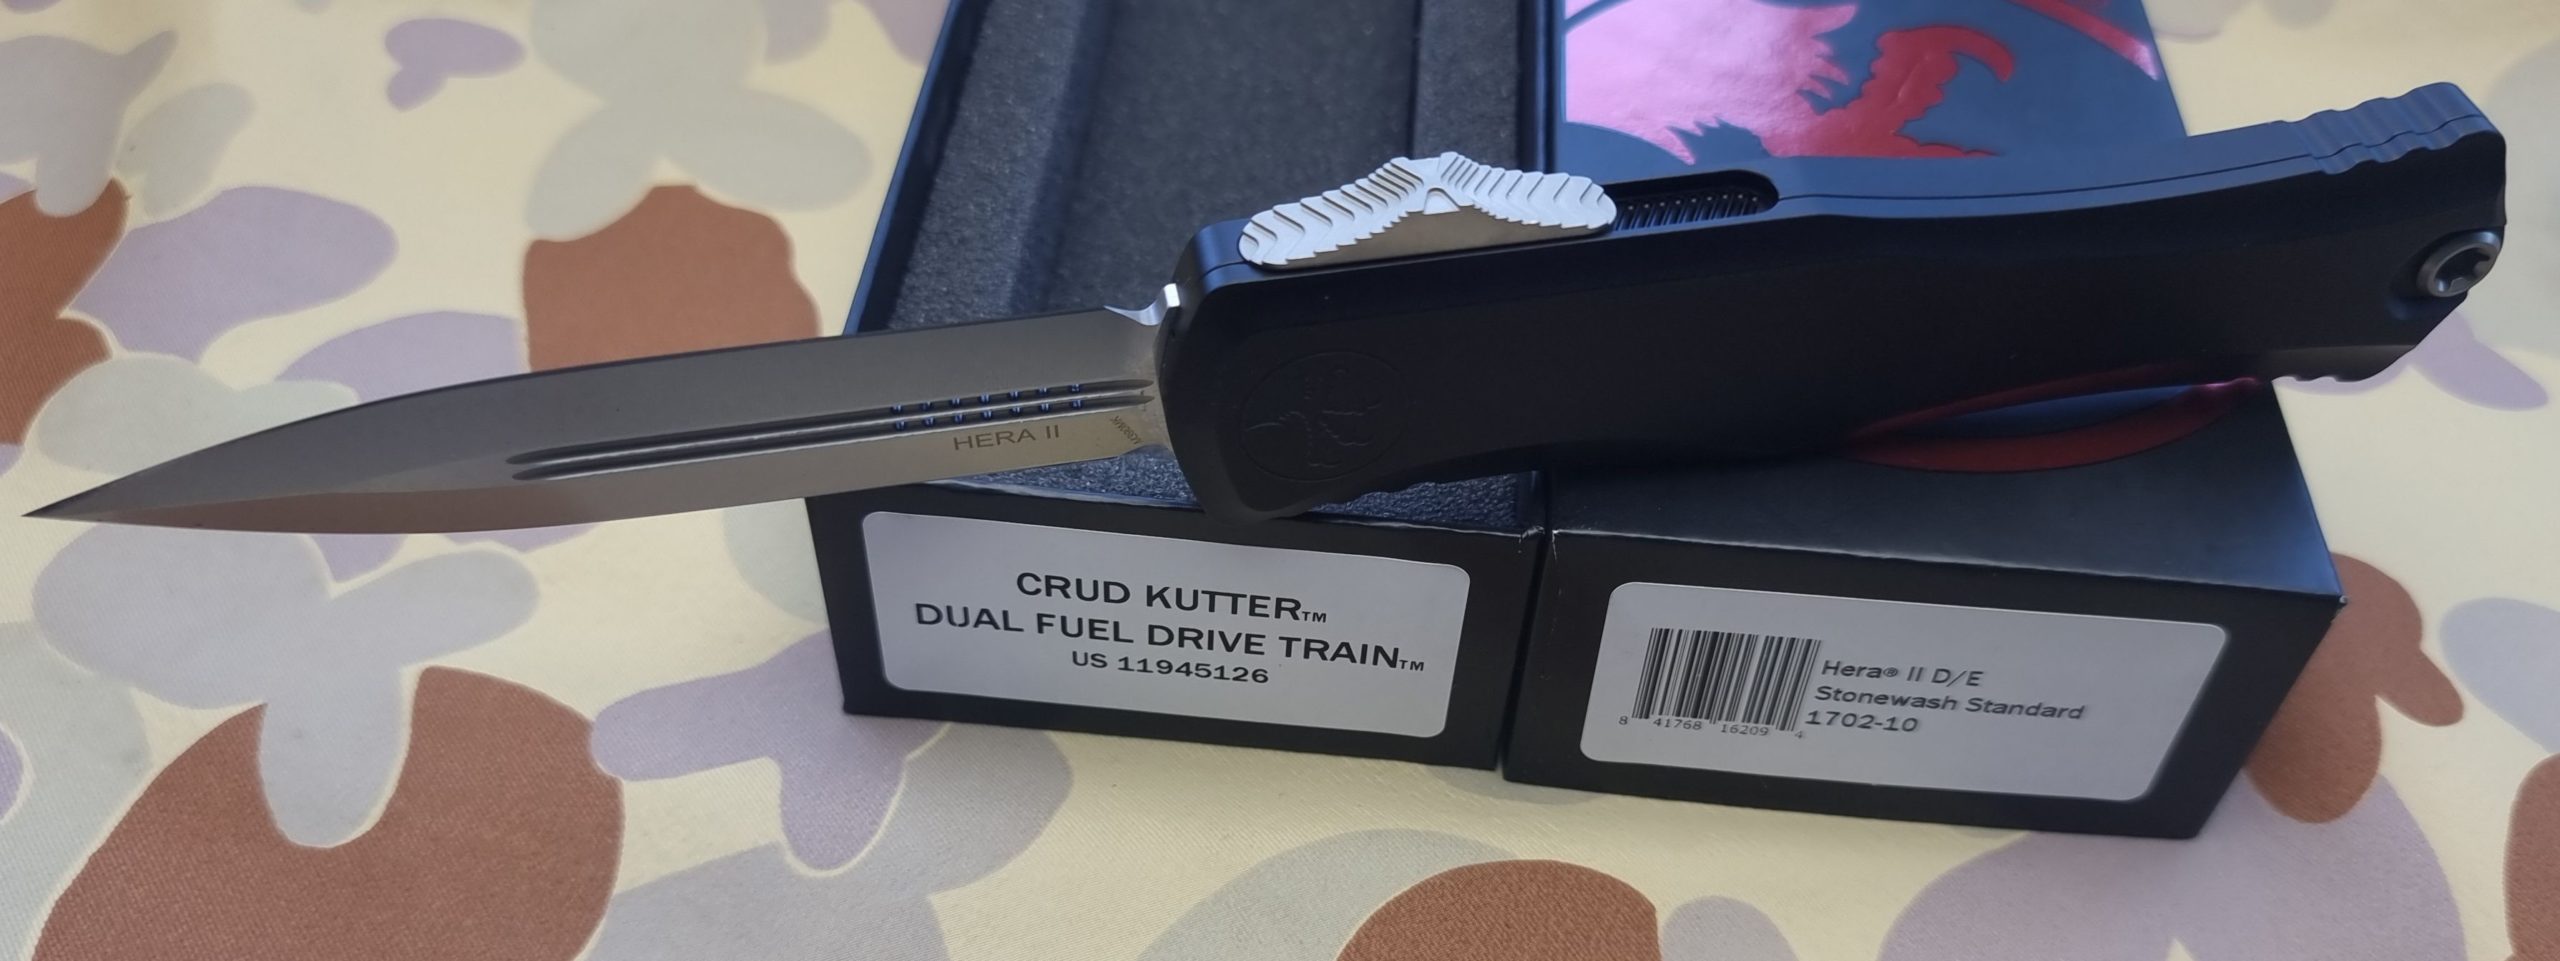 HERA II
CRUD KUTTER™
DUAL FUEL DRIVE TRAIN™
US 11945126
Hera® II D/E
Stonewash Standard
1702-10
8 41768 16209 4